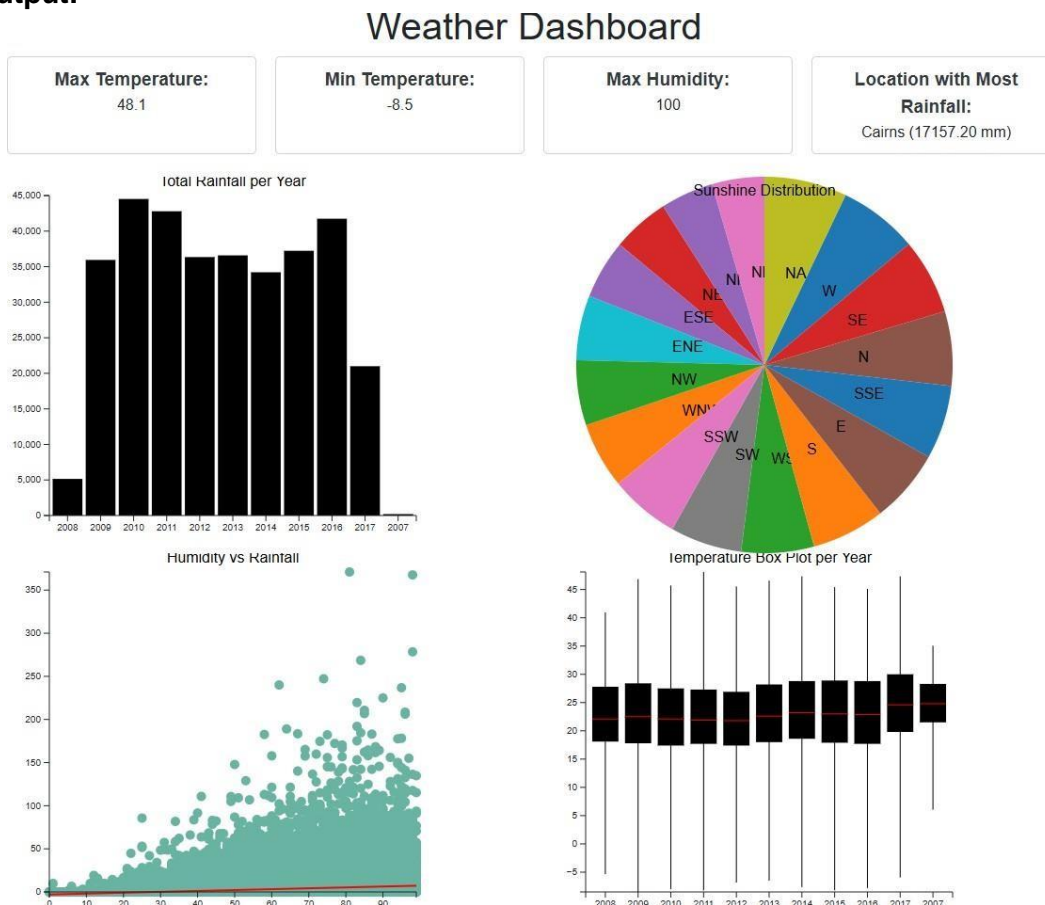 Weather Dashboard
Max Temperature:
48.1
Min Temperature:
-8.5
Max Humidity:
100
Location with Most
Rainfall:
Cairns (17157.20 mm)
Total Rainfall per Year
45,000
40,000
35,000
30,000
25,000
20,000
15,000
10,000
5,000
0
2008 2009 2010 2011 2012 2013 2014 2015 2016 2017 2007
Sunshine Distribution
NA
W
SE
N
SSE
E
S
SW
SSW
NW
ENE
ESE
NE
Humidity vs Rainfall
350
300
250
200
150
100
50
0
0 10 20 30 40 50 60 70 80 90
Temperature Box Plot per Year
45
40
35
30
25
20
15
10
5
0
−5
2008 2009 2010 2011 2012 2013 2014 2015 2016 2017 2007